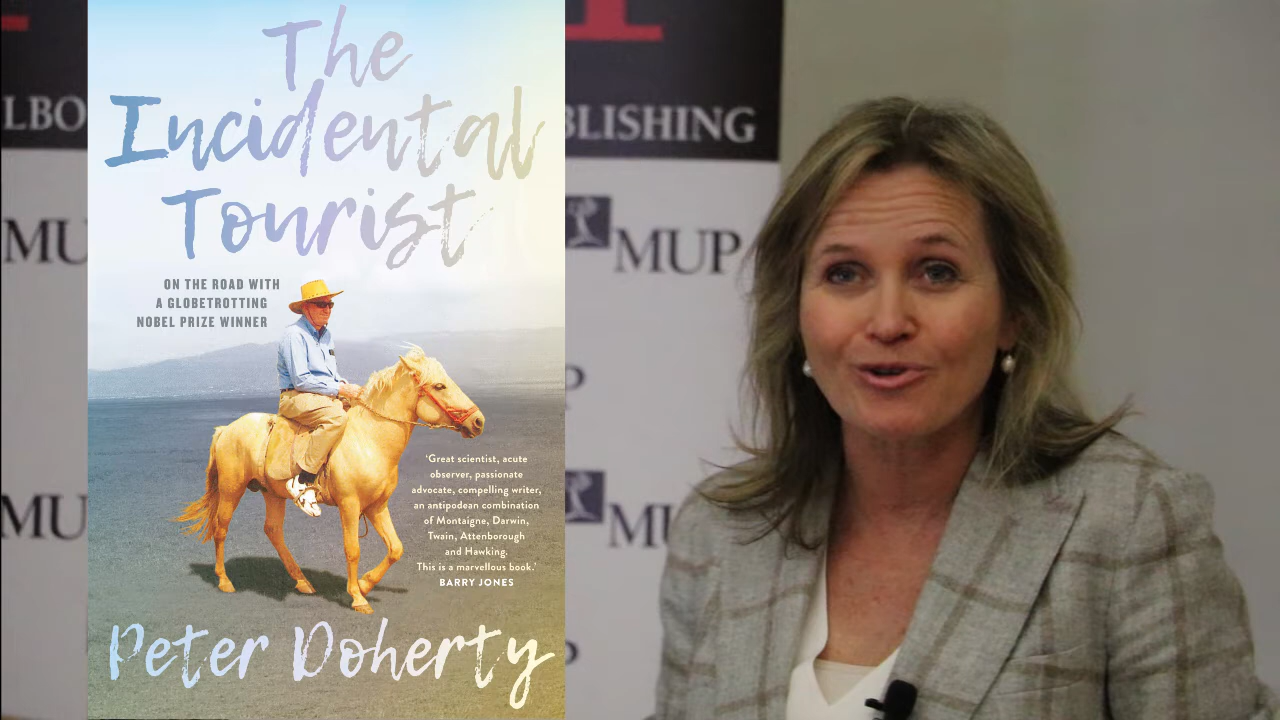 The
Incidental
Tourist
ON THE ROAD WITH
A GLOBETROTTING
NOBEL PRIZE WINNER
'Great scientist, acute
observer, passionate
advocate, compelling writer,
an antipodean combination
of Montaigne, Darwin,
Twain, Attenborough
and Hawking.
This is a marvellous book.'
BARRY JONES
Peter Doherty
LBO
BLISHING
MU
MUP
P
MU
MU
P